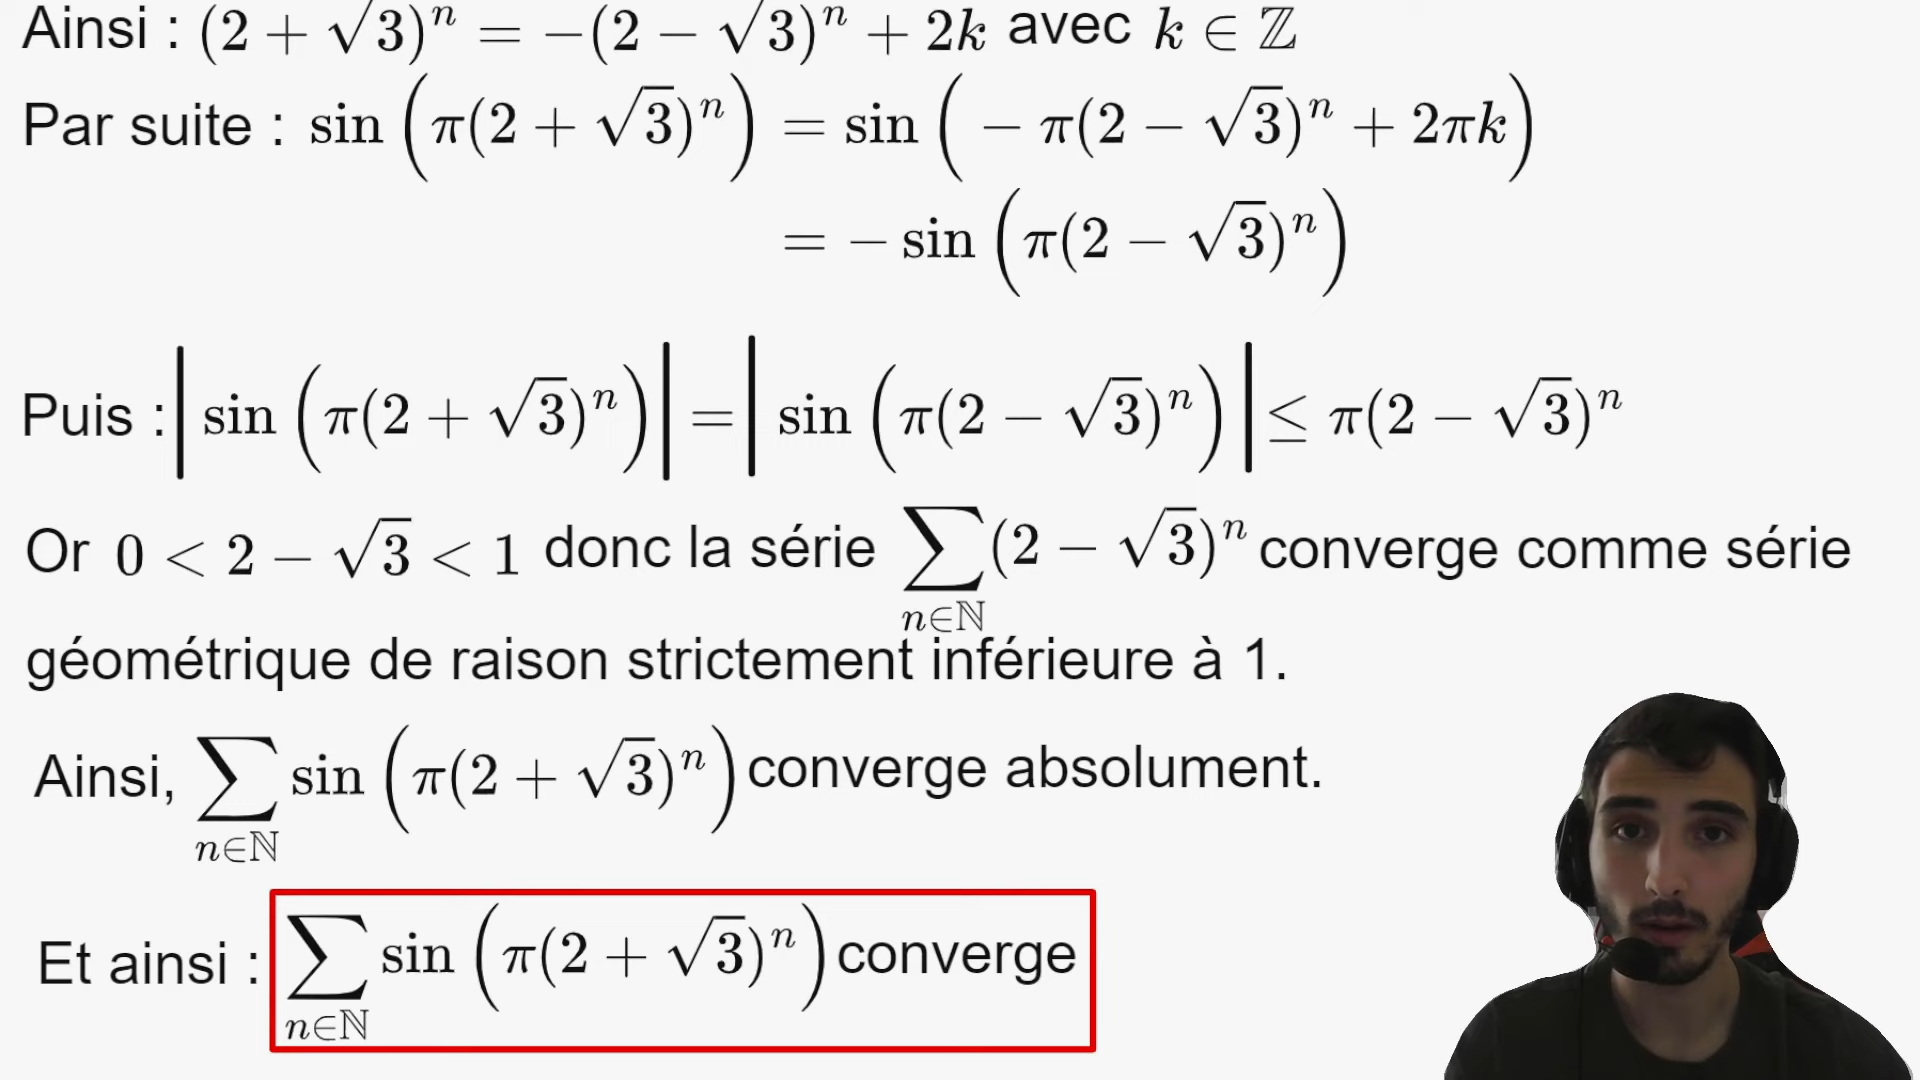 Ainsi : (2 + √3)ⁿ = −(2 − √3)ⁿ + 2k avec k ∈ ℤ
Par suite : sin(π(2 + √3)ⁿ) = sin(− π(2 − √3)ⁿ + 2πk)
= − sin(π(2 − √3)ⁿ)
Puis : | sin(π(2 + √3)ⁿ)| = | sin(π(2 − √3)ⁿ)| ≤ π(2 − √3)ⁿ
Or 0 < 2 − √3 < 1 donc la série ∑ n∈ℕ (2 − √3)ⁿ converge comme série
géométrique de raison strictement inférieure à 1.
Ainsi, ∑ n∈ℕ sin(π(2 + √3)ⁿ) converge absolument.
Et ainsi : ∑ n∈ℕ sin(π(2 + √3)ⁿ) converge